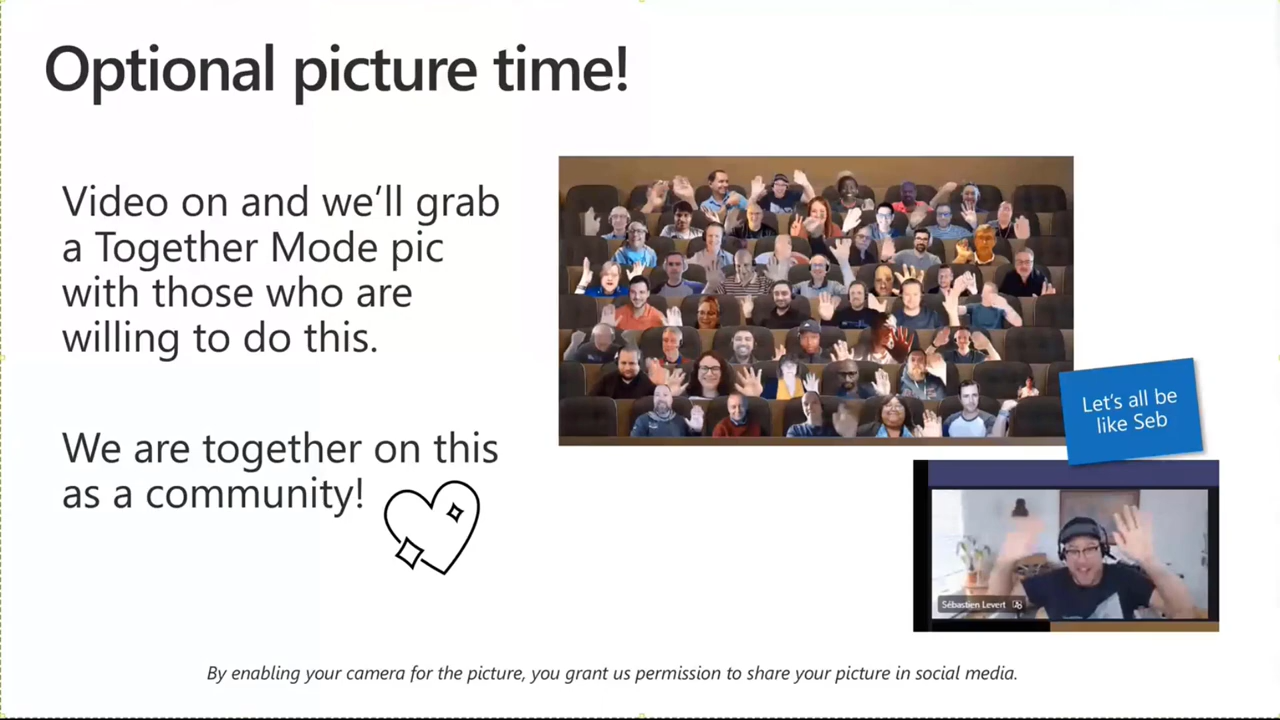 Optional picture time!
Video on and we’ll grab
a Together Mode pic
with those who are
willing to do this.
We are together on this
as a community!
Let’s all be
like Seb
Sébastien Levert
By enabling your camera for the picture, you grant us permission to share your picture in social media.